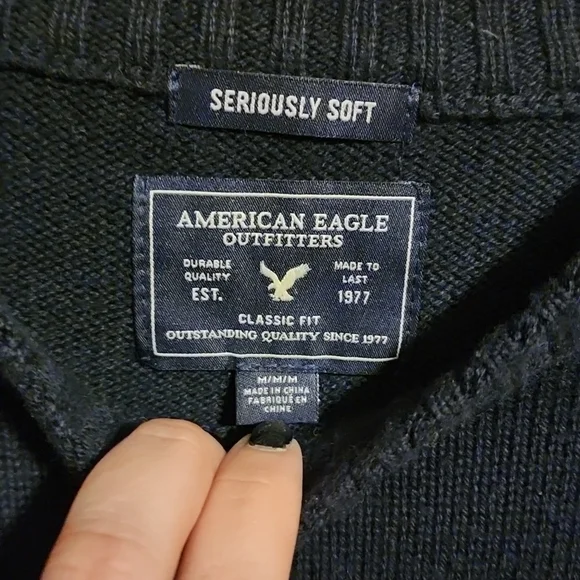 SERIOUSLY SOFT
AMERICAN EAGLE
OUTFITTERS
DURABLE
QUALITY
EST.
MADE TO
LAST
1977
CLASSIC FIT
OUTSTANDING QUALITY SINCE 1977
M/M/M
MADE IN CHINA
FABRIQUÉ EN
CHINE